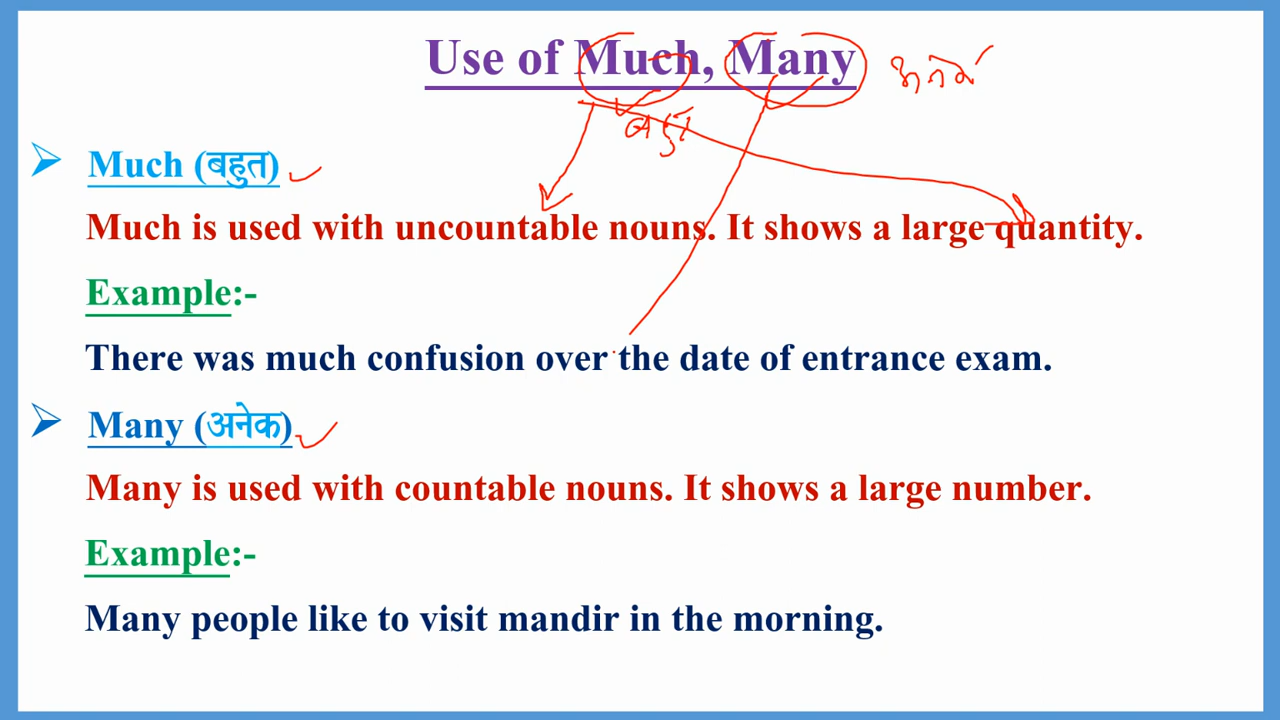 Use of Much, Many अनेक
बहुत
Much (बहुत)
Much is used with uncountable nouns. It shows a large quantity.
Example:-
There was much confusion over the date of entrance exam.
Many (अनेक)
Many is used with countable nouns. It shows a large number.
Example:-
Many people like to visit mandir in the morning.